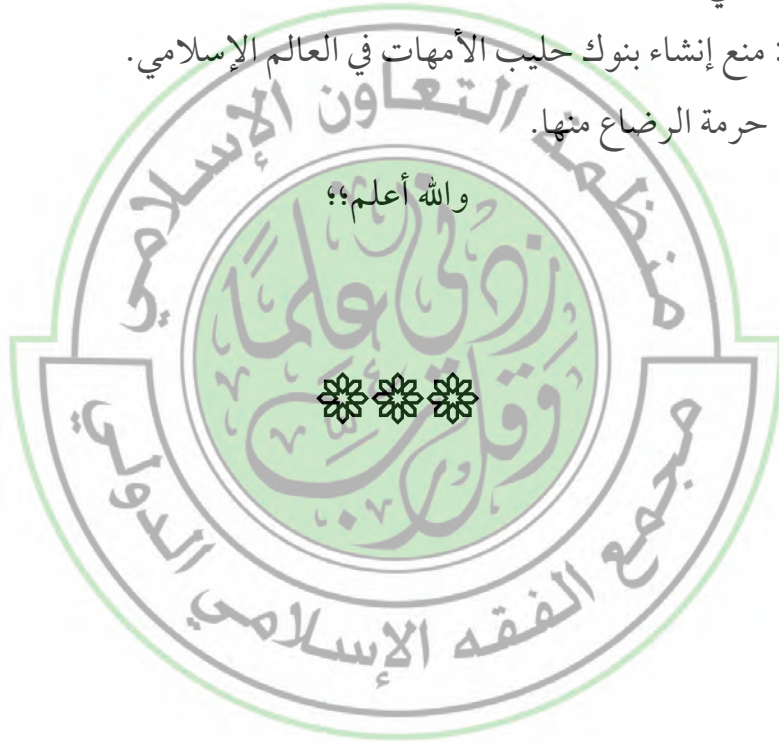 : منع إنشاء بنوك حليب الأمهات في العالم الإسلامي.
حرمة الرضاع منها.
والله أعلم؛؛
منظمة التعاون الإسلامي
وقل رب زدني علما
مجمع الفقه الإسلامي الدولي